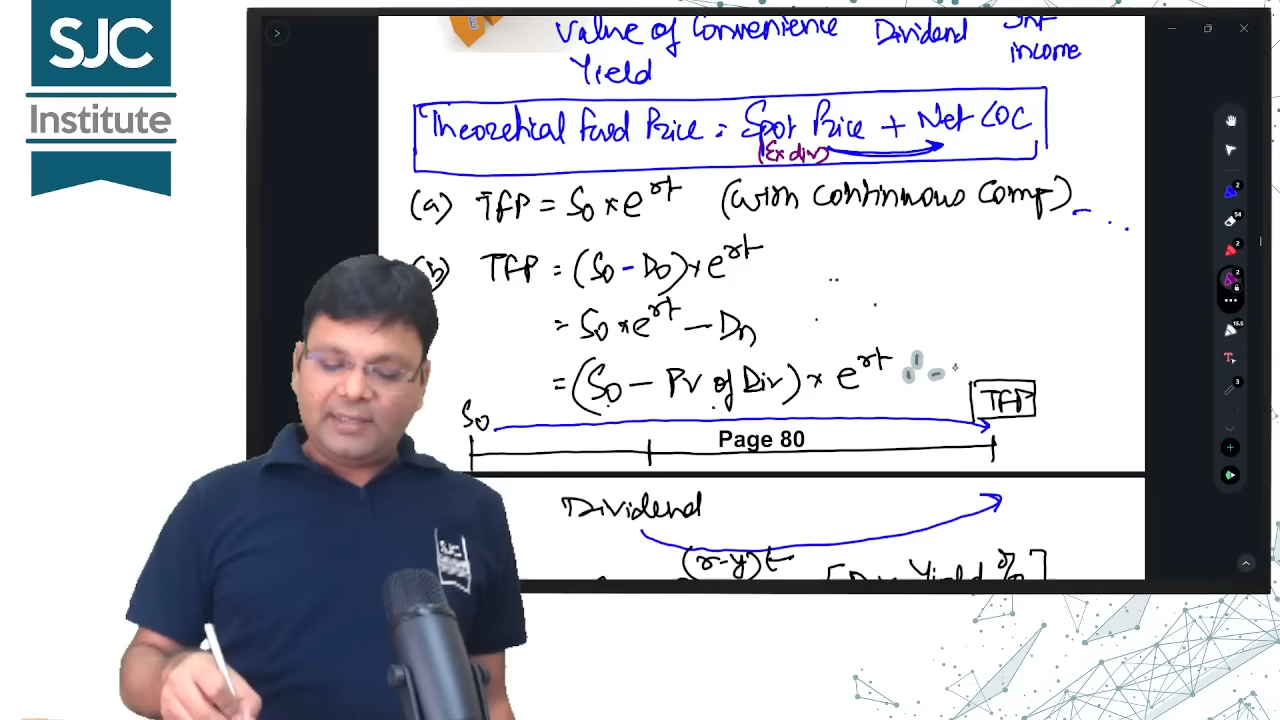 SJC
Institute
Value of Convenience Dividend
Yield income
Theoretical Fwd Price = Spot Price + Net COC
(Ex div)
(a) TFP = S0 × e^rt (with continuous comp)
(b) TFP = (S0 - D0) × e^rt
= S0 × e^rt - Dn
= (S0 - PV of Div) × e^rt
S0 TFP
Page 80
Dividend
(r-y)t
Yield %]
SJC